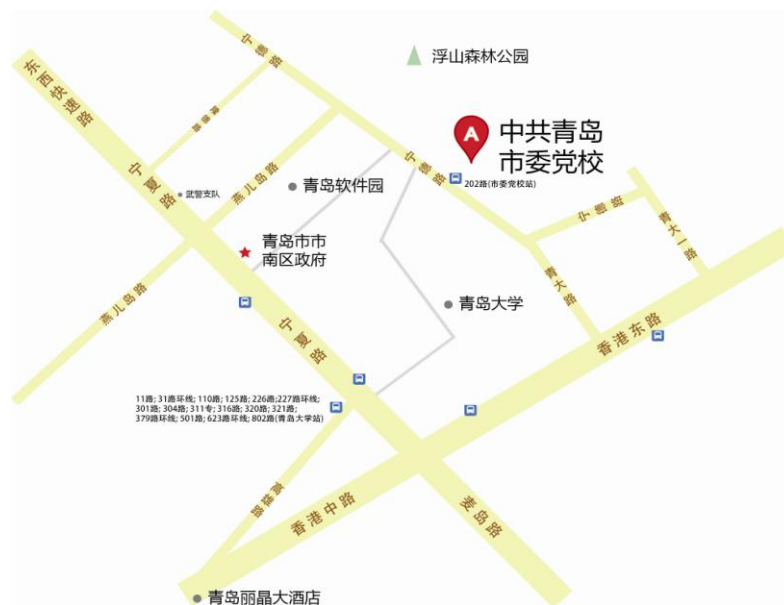 宁德路
浮山森林公园
东西快速路
中共青岛
市委党校
宁夏路
宁德路
202路(市委党校站)
武警支队
燕儿岛路
青岛软件园
青大一路
青岛市市
南区政府
青大路
燕儿岛路
青岛大学
宁夏路
香港东路
11路; 31路环线; 110路; 125路; 226路;227路环线;
301路; 304路; 311专; 316路; 320路; 321路;
379路环线; 501路; 623路环线; 802路(青岛大学站)
香港中路
麦岛路
青岛丽晶大酒店